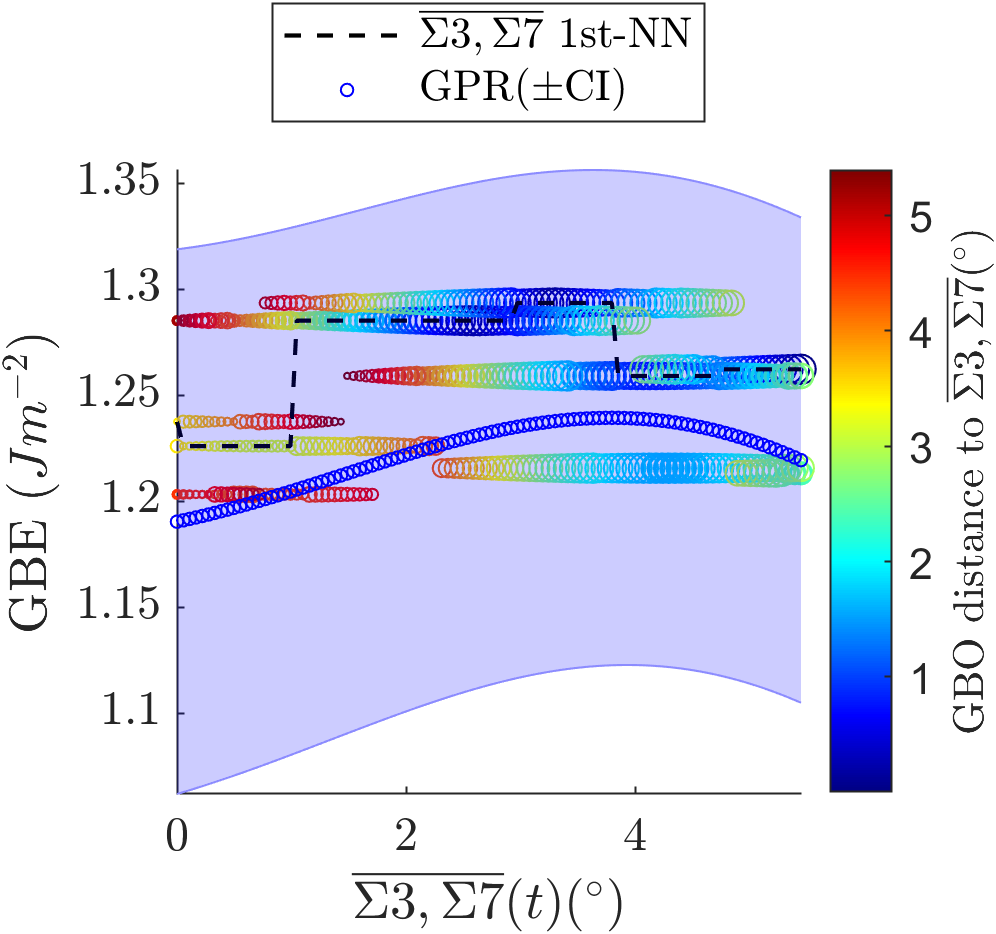 Σ3, Σ7 1st-NN
GPR(±CI)
GBE (Jm⁻²)
1.35
1.3
1.25
1.2
1.15
1.1
0
2
4
Σ3, Σ7(t)(°)
5
4
3
2
1
GBO distance to Σ3, Σ7(°)